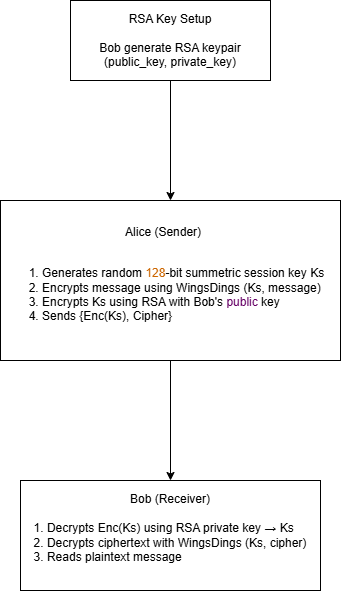 RSA Key Setup
Bob generate RSA keypair
(public_key, private_key)
Alice (Sender)
1. Generates random 128-bit summetric session key Ks
2. Encrypts message using WingsDings (Ks, message)
3. Encrypts Ks using RSA with Bob's public key
4. Sends {Enc(Ks), Cipher}
Bob (Receiver)
1. Decrypts Enc(Ks) using RSA private key → Ks
2. Decrypts ciphertext with WingsDings (Ks, cipher)
3. Reads plaintext message